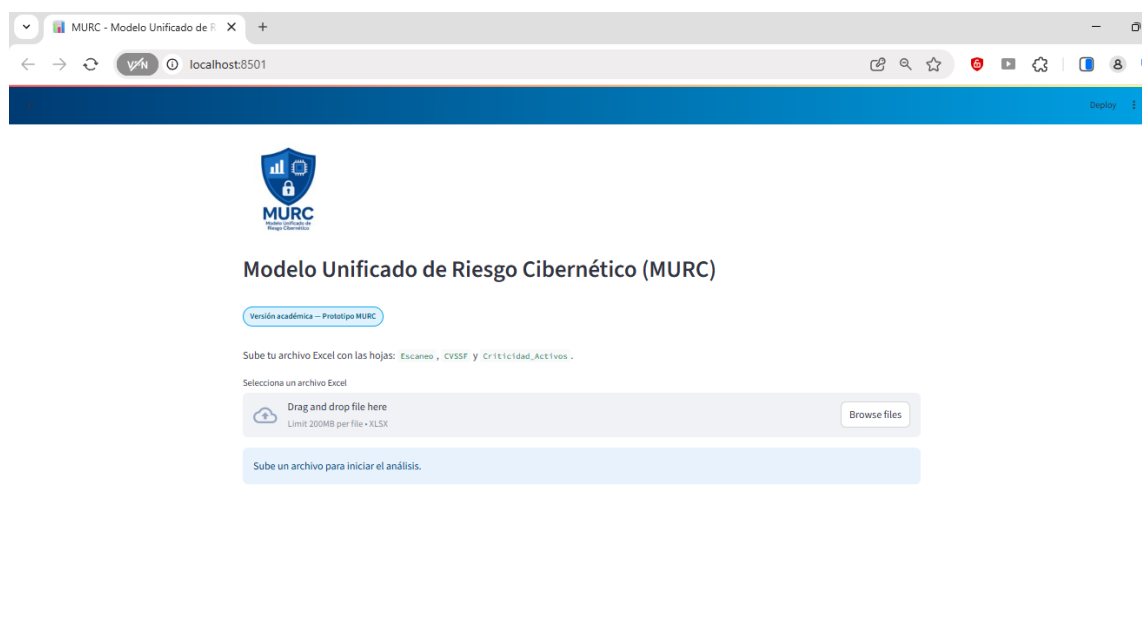 MURC - Modelo Unificado de R
localhost:8501
Deploy
MURC
Modelo Unificado de
Riesgo Cibernético
Modelo Unificado de Riesgo Cibernético (MURC)
Versión académica — Prototipo MURC
Sube tu archivo Excel con las hojas: Escaneo, CVSSF y Criticidad_Activos.
Selecciona un archivo Excel
Drag and drop file here
Limit 200MB per file • XLSX
Browse files
Sube un archivo para iniciar el análisis.